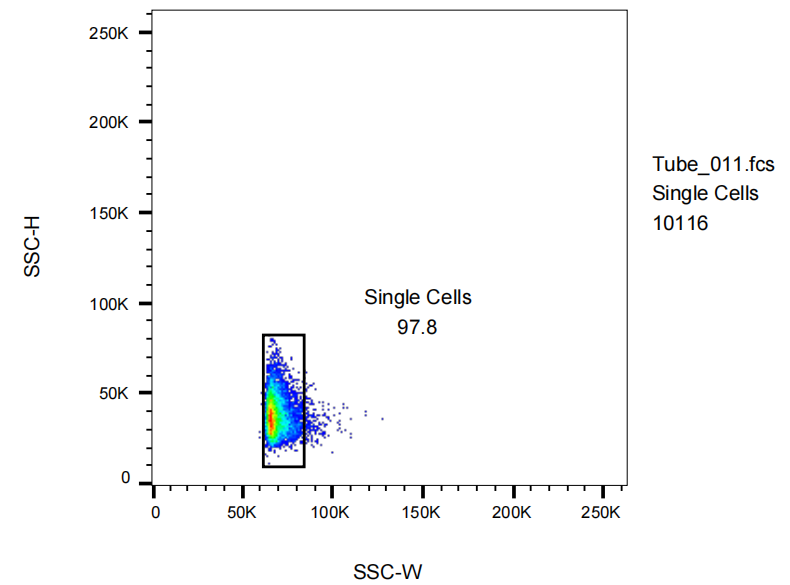 250K
200K
150K
100K
50K
0
SSC-H
Single Cells
97.8
Tube_011.fcs
Single Cells
10116
0
50K
100K
150K
200K
250K
SSC-W